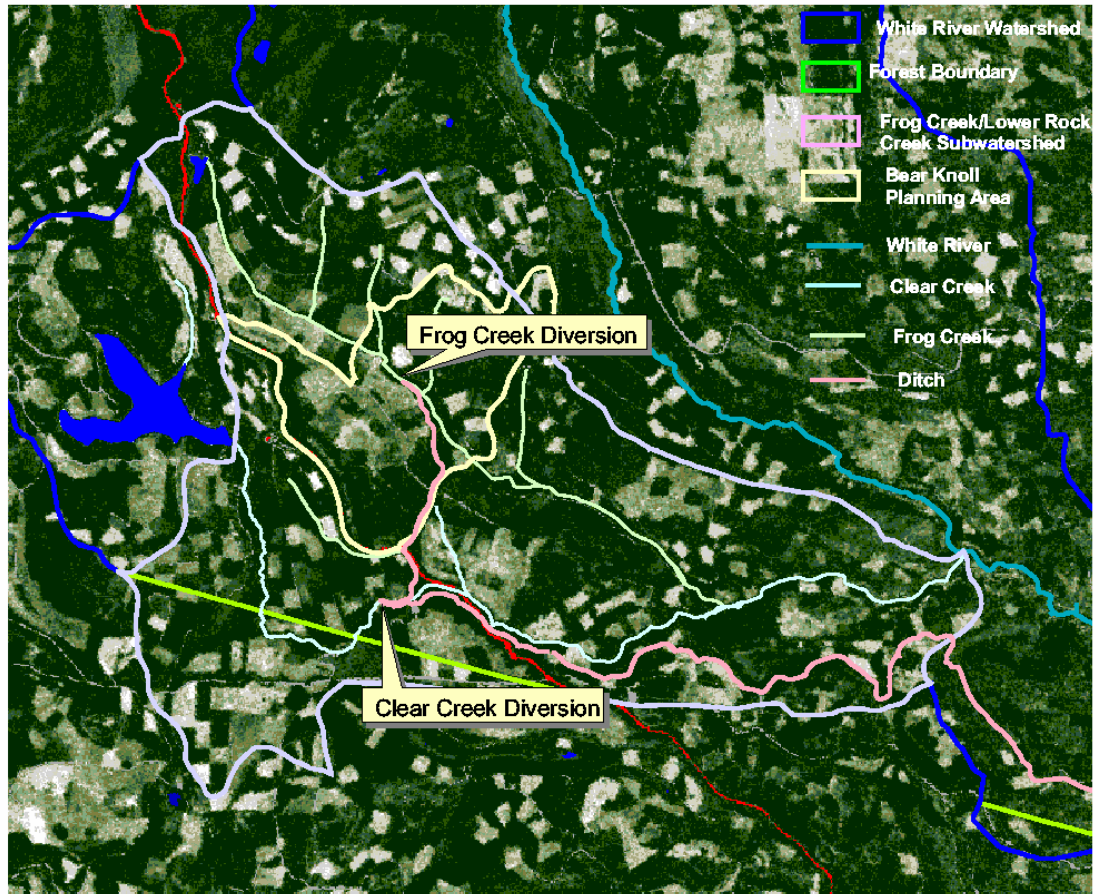 White River Watershed
Forest Boundary
Frog Creek/Lower Rock
Creek Subwatershed
Bear Knoll
Planning Area
White River
Clear Creek
Frog Creek
Ditch
Frog Creek Diversion
Clear Creek Diversion